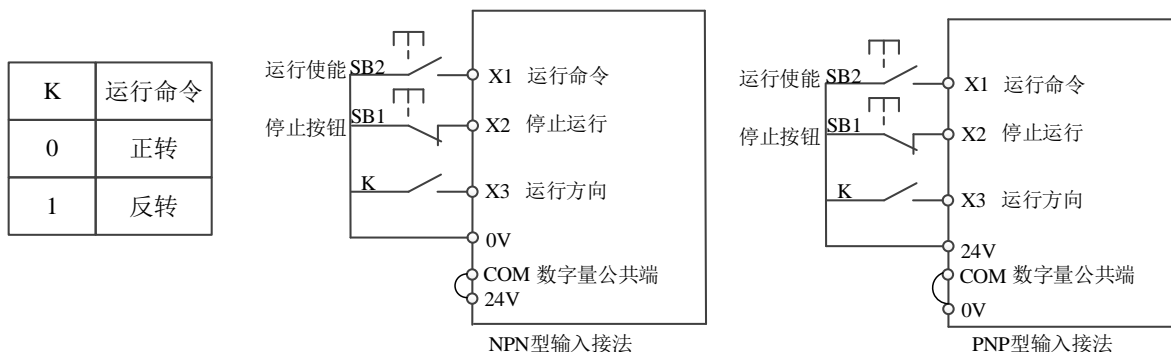 K 运行命令
0 正转
1 反转
运行使能 SB2 X1 运行命令
停止按钮 SB1 X2 停止运行
K X3 运行方向
0V
COM 数字量公共端
24V
NPN型输入接法
运行使能 SB2 X1 运行命令
停止按钮 SB1 X2 停止运行
K X3 运行方向
24V
COM 数字量公共端
0V
PNP型输入接法